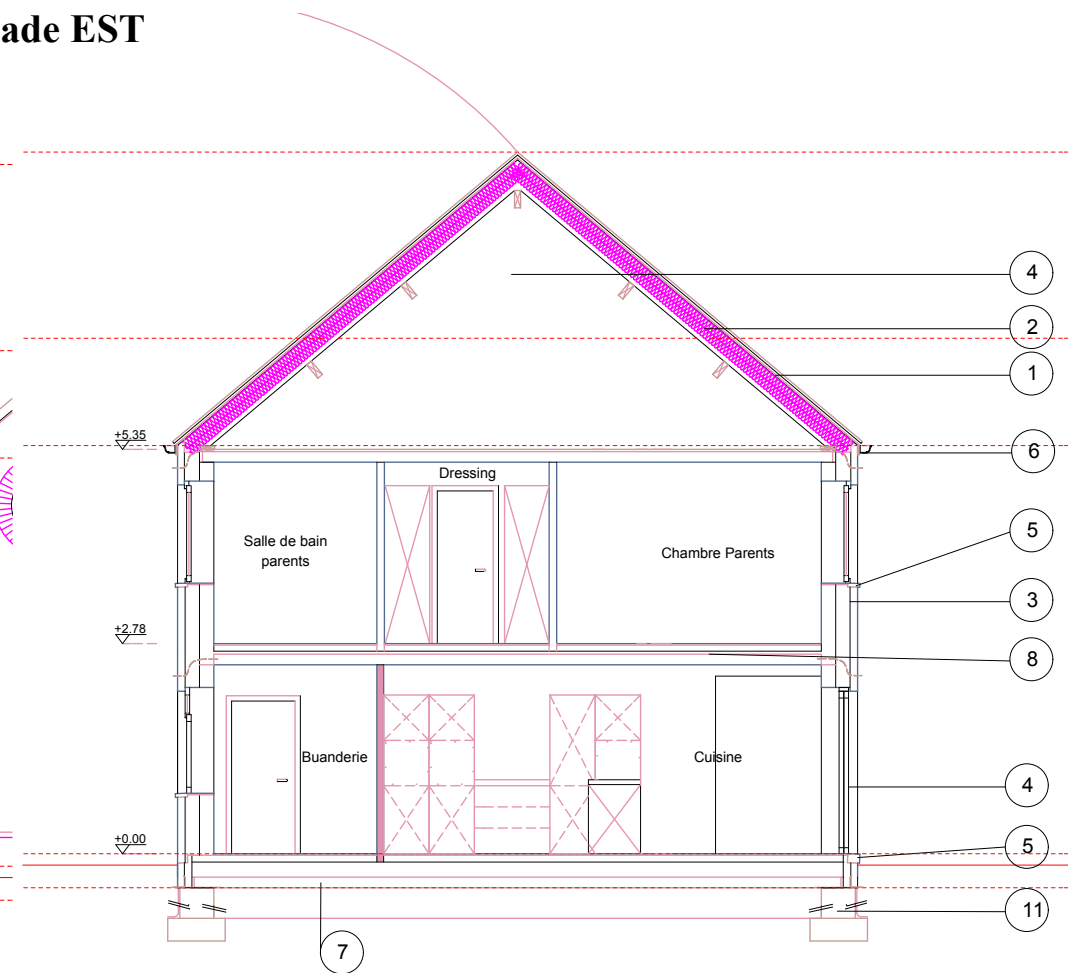 ade EST
4
2
1
+5.35
6
Dressing
5
Salle de bain
parents
Chambre Parents
3
+2.78
8
Buanderie
Cuisine
4
+0.00
5
11
7